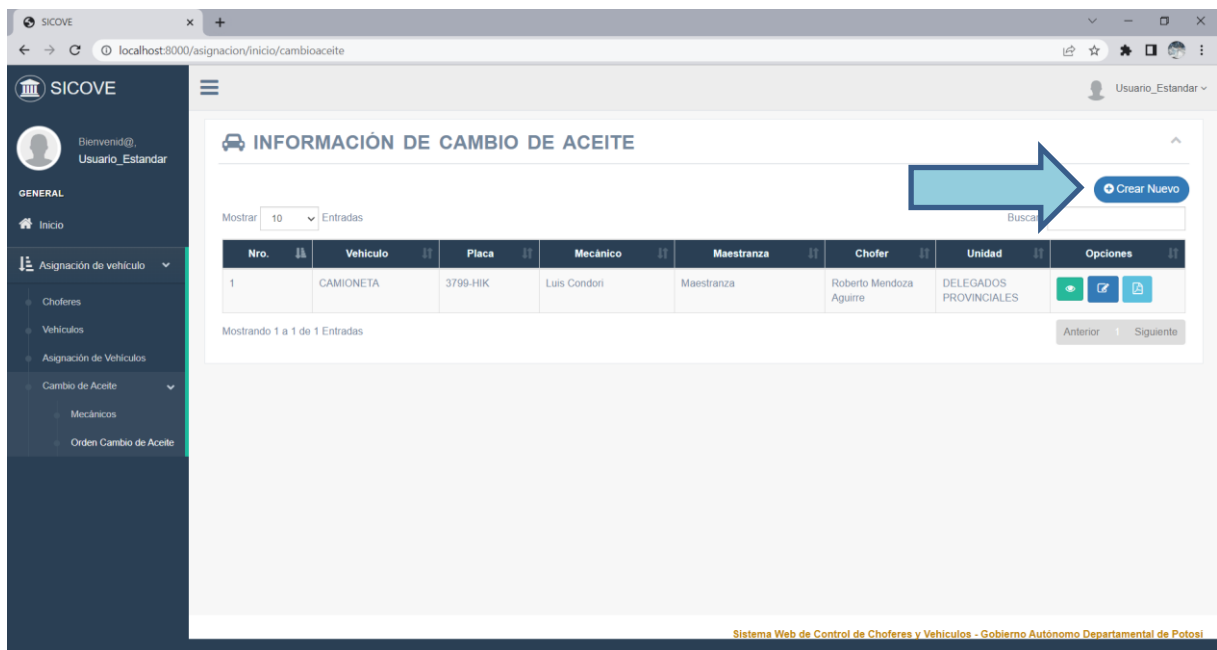 SICOVE
localhost:8000/asignacion/inicio/cambioaceite
SICOVE
Usuario_Estandar
Bienvenid@,
Usuario_Estandar
GENERAL
Inicio
Asignación de vehículo
Choferes
Vehículos
Asignación de Vehículos
Cambio de Aceite
Mecánicos
Orden Cambio de Aceite
INFORMACIÓN DE CAMBIO DE ACEITE
Crear Nuevo
Mostrar 10 Entradas
Nro. Vehiculo Placa Mecánico Maestranza Chofer Unidad Opciones
1 CAMIONETA 3799-HIK Luis Condori Maestranza Roberto Mendoza Aguirre DELEGADOS PROVINCIALES
Mostrando 1 a 1 de 1 Entradas
Anterior 1 Siguiente
Sistema Web de Control de Choferes y Vehiculos - Gobierno Autónomo Departamental de Potosi